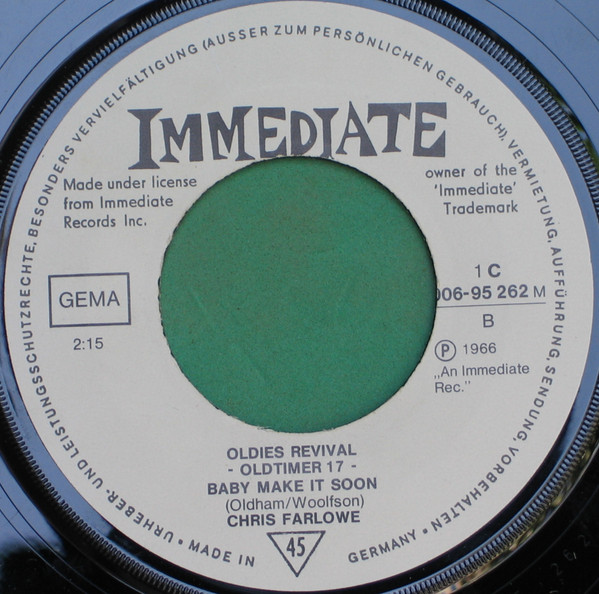 URHEBER- UND LEISTUNGSSCHUTZRECHTE, BESONDERS VERVIELFÄLTIGUNG (AUSSER ZUM PERSÖNLICHEN GEBRAUCH), VERMIETUNG, AUFFÜHRUNG, SENDUNG, VORBEHALTEN •
IMMEDIATE
Made under license
from Immediate
Records Inc.
owner of the
'Immediate'
Trademark
GEMA
2:15
1 C
006-95 262 M
B
Ⓟ 1966
„An Immediate
Rec."
OLDIES REVIVAL
- OLDTIMER 17 -
BABY MAKE IT SOON
(Oldham/Woolfson)
CHRIS FARLOWE
45
• MADE IN GERMANY •